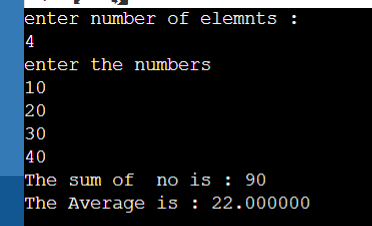 enter number of elemnts :
4
enter the numbers
10
20
30
40
The sum of  no is : 90
The Average is : 22.000000